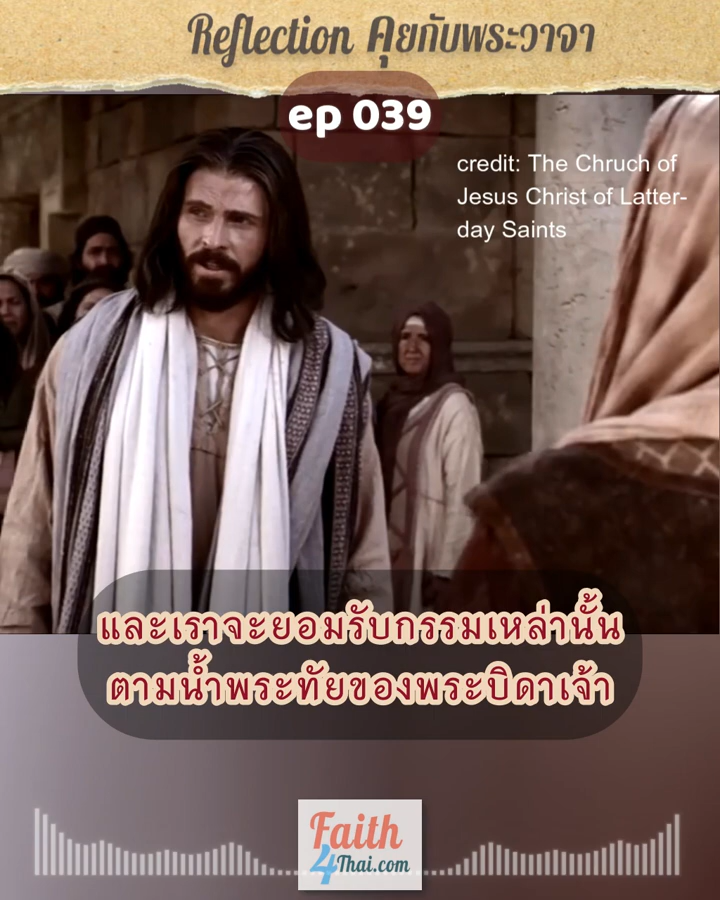 Reflection คุยกับพระวาจา
ep 039
credit: The Chruch of
Jesus Christ of Latter-
day Saints
และเราจะยอมรับกรรมเหล่านั้น
ตามน้ำพระทัยของพระบิดาเจ้า
Faith
4Thai.com